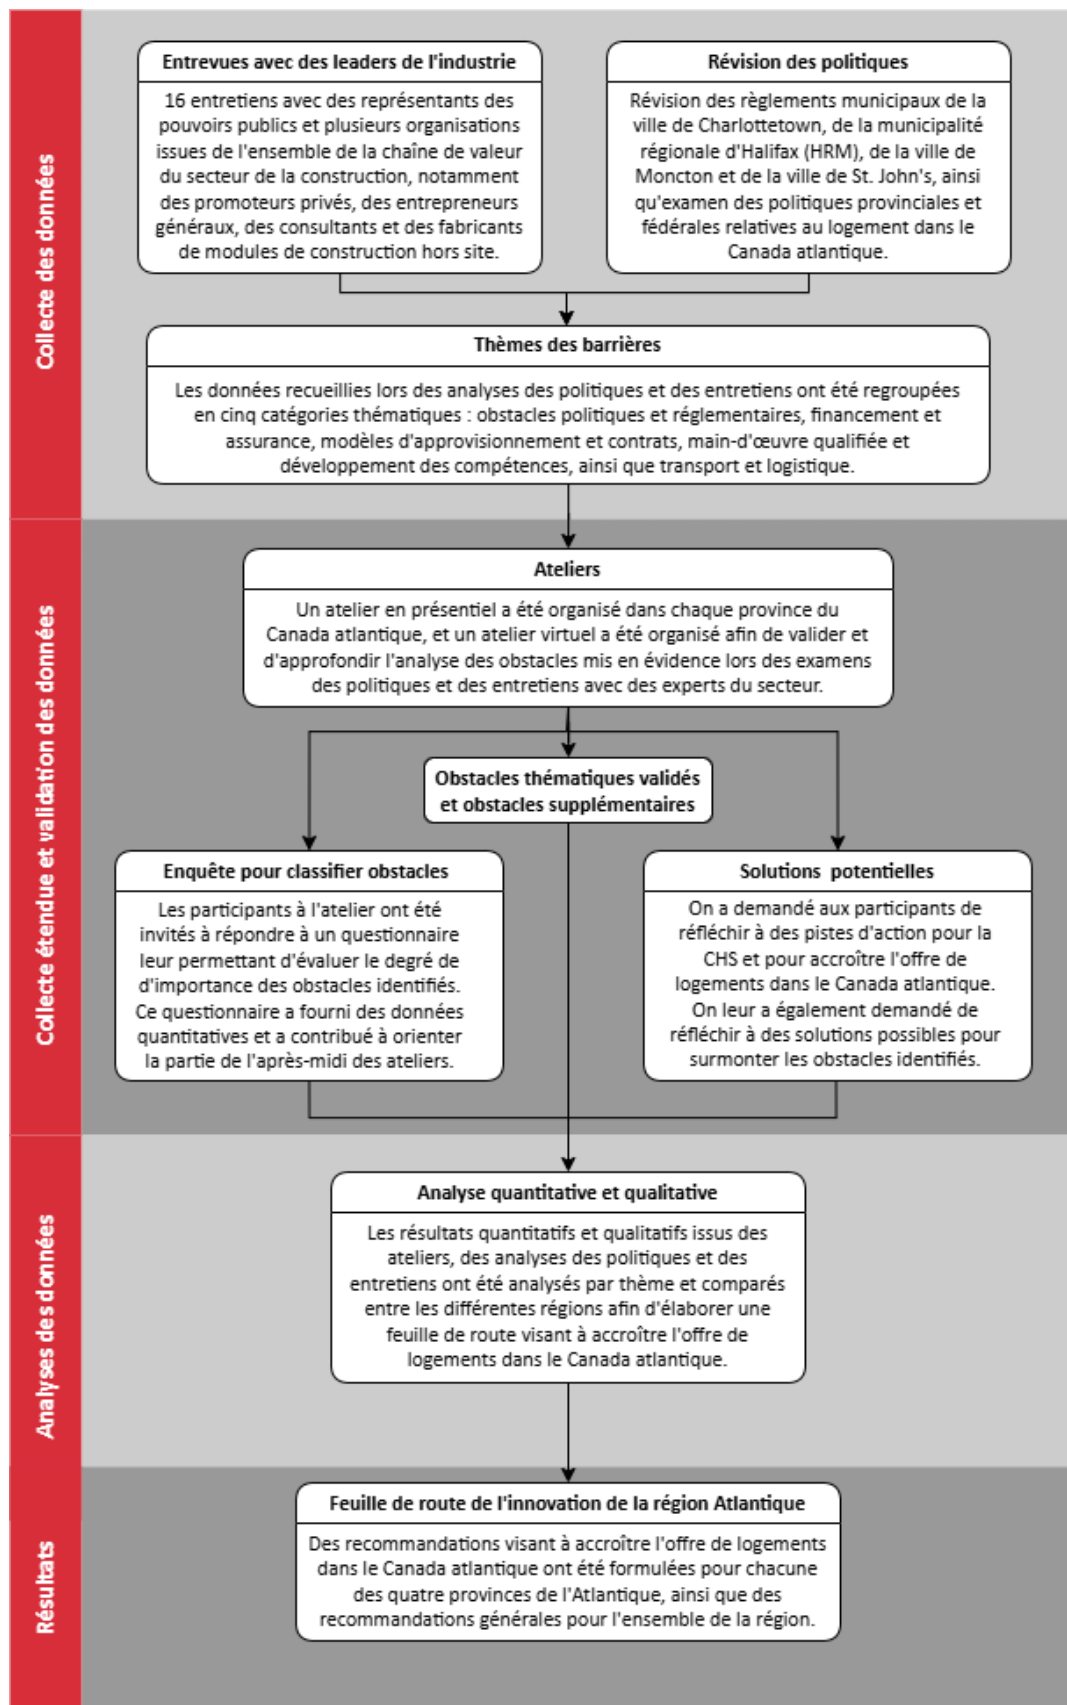 Collecte des données
Entrevues avec des leaders de l'industrie
16 entretiens avec des représentants des
pouvoirs publics et plusieurs organisations
issues de l'ensemble de la chaîne de valeur
du secteur de la construction, notamment
des promoteurs privés, des entrepreneurs
généraux, des consultants et des fabricants
de modules de construction hors site.
Révision des politiques
Révision des règlements municipaux de la
ville de Charlottetown, de la municipalité
régionale d'Halifax (HRM), de la ville de
Moncton et de la ville de St. John's, ainsi
qu'examen des politiques provinciales et
fédérales relatives au logement dans le
Canada atlantique.
Thèmes des barrières
Les données recueillies lors des analyses des politiques et des entretiens ont été regroupées
en cinq catégories thématiques : obstacles politiques et réglementaires, financement et
assurance, modèles d'approvisionnement et contrats, main-d'œuvre qualifiée et
développement des compétences, ainsi que transport et logistique.
Collecte étendue et validation des données
Ateliers
Un atelier en présentiel a été organisé dans chaque province du
Canada atlantique, et un atelier virtuel a été organisé afin de valider et
d'approfondir l'analyse des obstacles mis en évidence lors des examens
des politiques et des entretiens avec des experts du secteur.
Obstacles thématiques validés
et obstacles supplémentaires
Enquête pour classifier obstacles
Les participants à l'atelier ont été
invités à répondre à un questionnaire
leur permettant d'évaluer le degré de
d'importance des obstacles identifiés.
Ce questionnaire a fourni des données
quantitatives et a contribué à orienter
la partie de l'après-midi des ateliers.
Solutions potentielles
On a demandé aux participants de
réfléchir à des pistes d'action pour la
CHS et pour accroître l'offre de
logements dans le Canada atlantique.
On leur a également demandé de
réfléchir à des solutions possibles pour
surmonter les obstacles identifiés.
Analyses des données
Analyse quantitative et qualitative
Les résultats quantitatifs et qualitatifs issus des
ateliers, des analyses des politiques et des
entretiens ont été analysés par thème et comparés
entre les différentes régions afin d'élaborer une
feuille de route visant à accroître l'offre de
logements dans le Canada atlantique.
Résultats
Feuille de route de l'innovation de la région Atlantique
Des recommandations visant à accroître l'offre de logements
dans le Canada atlantique ont été formulées pour chacune
des quatre provinces de l'Atlantique, ainsi que des
recommandations générales pour l'ensemble de la région.